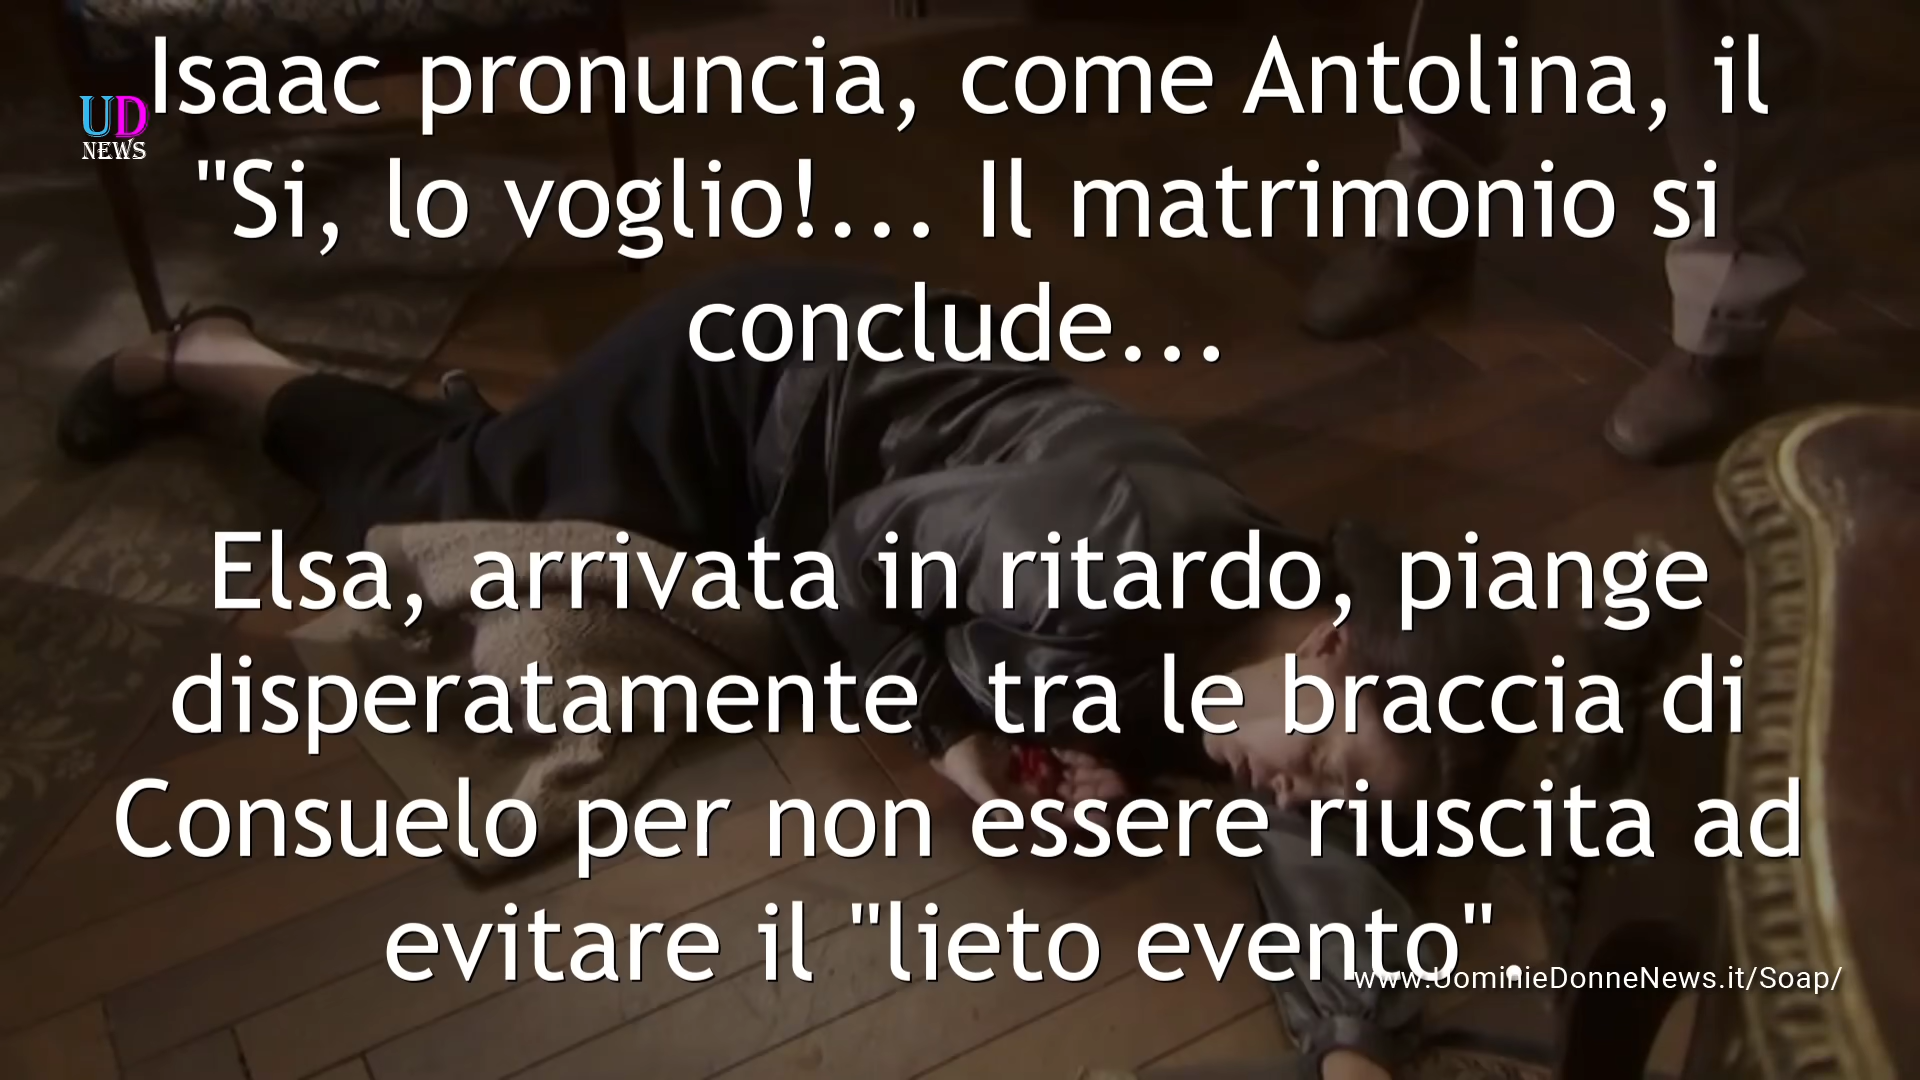 Isaac pronuncia, come Antolina, il
UD
NEWS
"Si, lo voglio!... Il matrimonio si
conclude...
Elsa, arrivata in ritardo, piange
disperatamente  tra le braccia di
Consuelo per non essere riuscita ad
evitare il "lieto evento".
www.UominieDonneNews.it/Soap/